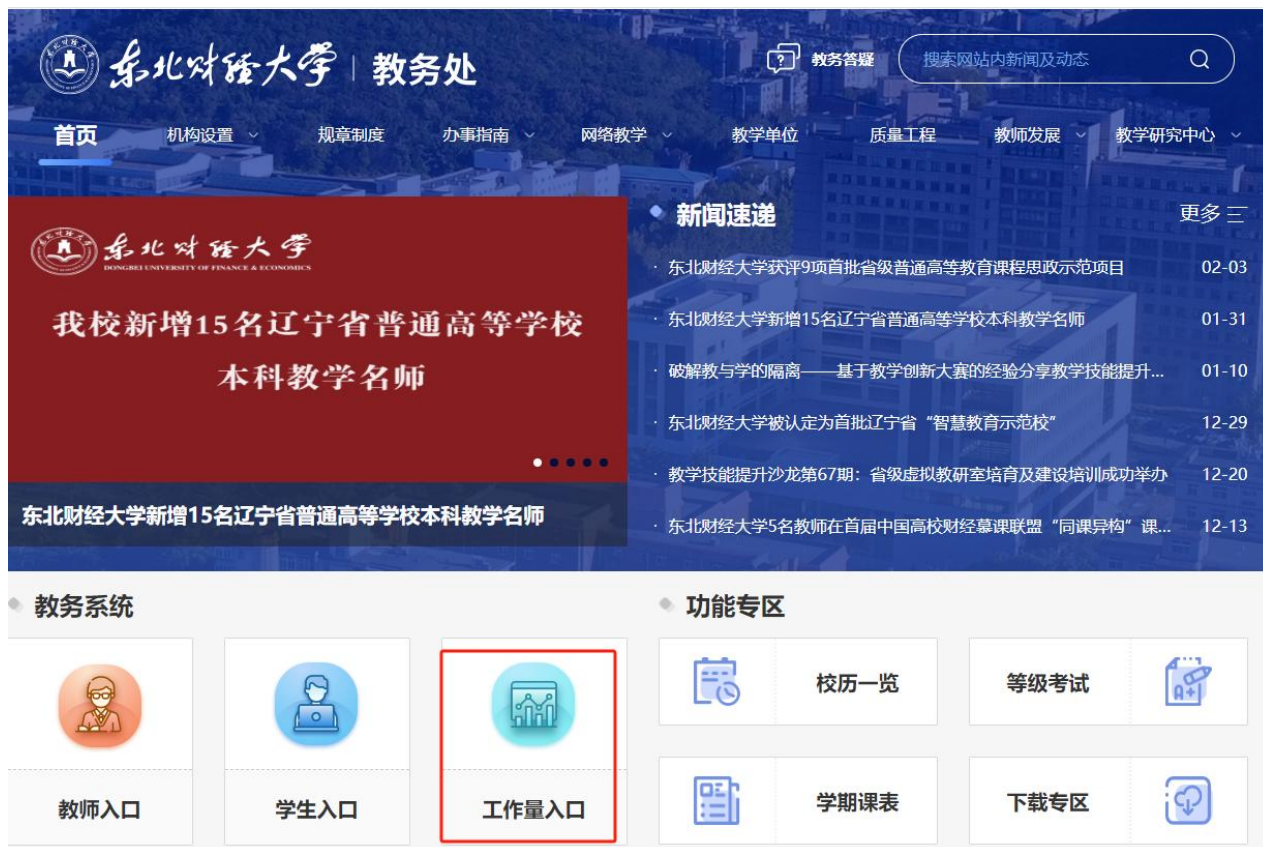 东北财经大学 教务处
教务答疑
搜索网站内新闻及动态
首页 机构设置 规章制度 办事指南 网络教学 教学单位 质量工程 教师发展 教学研究中心
东北财经大学
DONGBEI UNIVERSITY OF FINANCE & ECONOMICS
我校新增15名辽宁省普通高等学校
本科教学名师
东北财经大学新增15名辽宁省普通高等学校本科教学名师
新闻速递 更多
· 东北财经大学获评9项首批省级普通高等教育课程思政示范项目 02-03
· 东北财经大学新增15名辽宁省普通高等学校本科教学名师 01-31
· 破解教与学的隔离——基于教学创新大赛的经验分享教学技能提升... 01-10
· 东北财经大学被认定为首批辽宁省“智慧教育示范校” 12-29
· 教学技能提升沙龙第67期：省级虚拟教研室培育及建设培训成功举办 12-20
· 东北财经大学5名教师在首届中国高校财经慕课联盟“同课异构”课... 12-13
教务系统
教师入口 学生入口 工作量入口
功能专区
校历一览 等级考试 A+
学期课表 下载专区